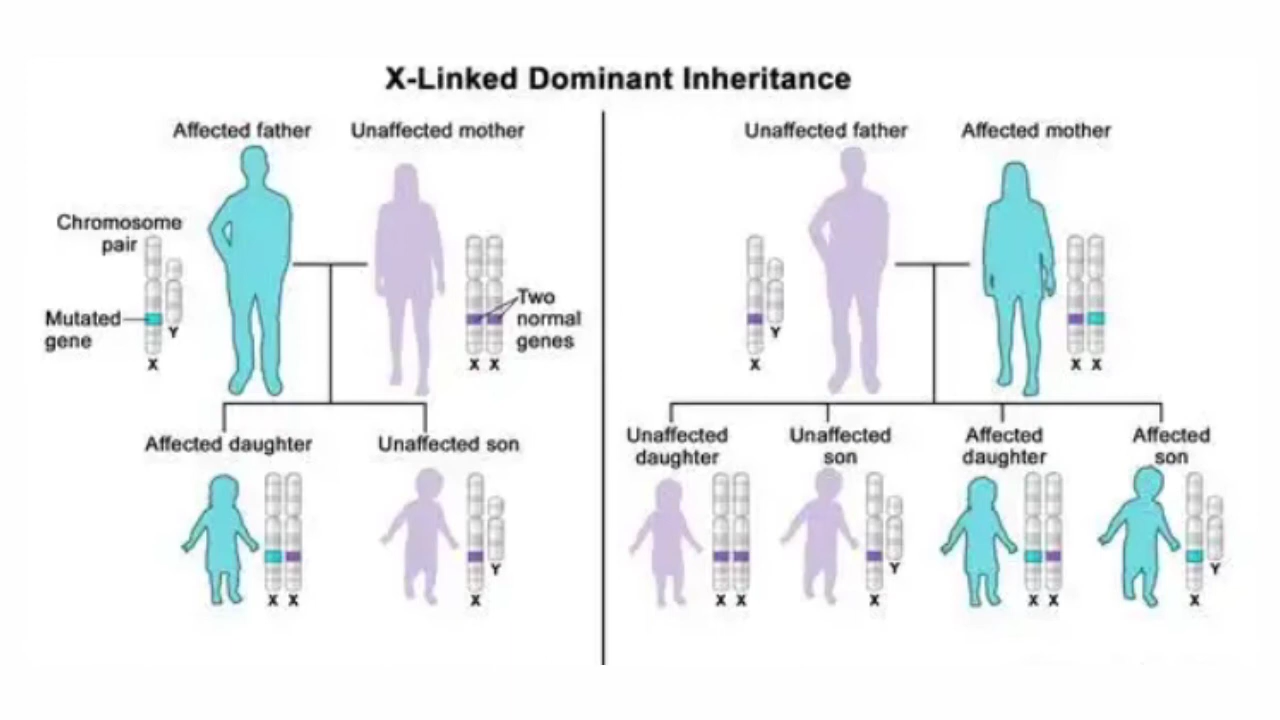 X-Linked Dominant Inheritance
Affected father
Unaffected mother
Chromosome
pair
Mutated
gene
X
Y
Two
normal
genes
X X
Affected daughter
Unaffected son
X X
X
Y
Unaffected father
Affected mother
X
Y
X X
Unaffected
daughter
Unaffected
son
Affected
daughter
Affected
son
X X
X
Y
X X
X
Y